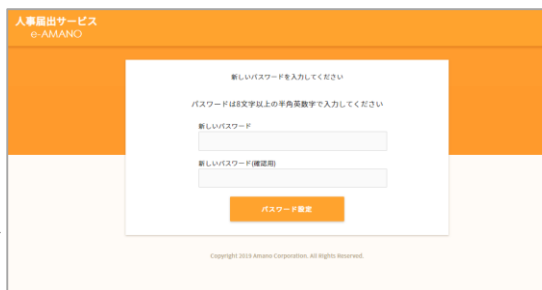 人事届出サービス
e-AMANO
新しいパスワードを入力してください
パスワードは8文字以上の半角英数字で入力してください
新しいパスワード
新しいパスワード(確認用)
パスワード設定
Copyright 2019 Amano Corporation, All Rights Reserved.